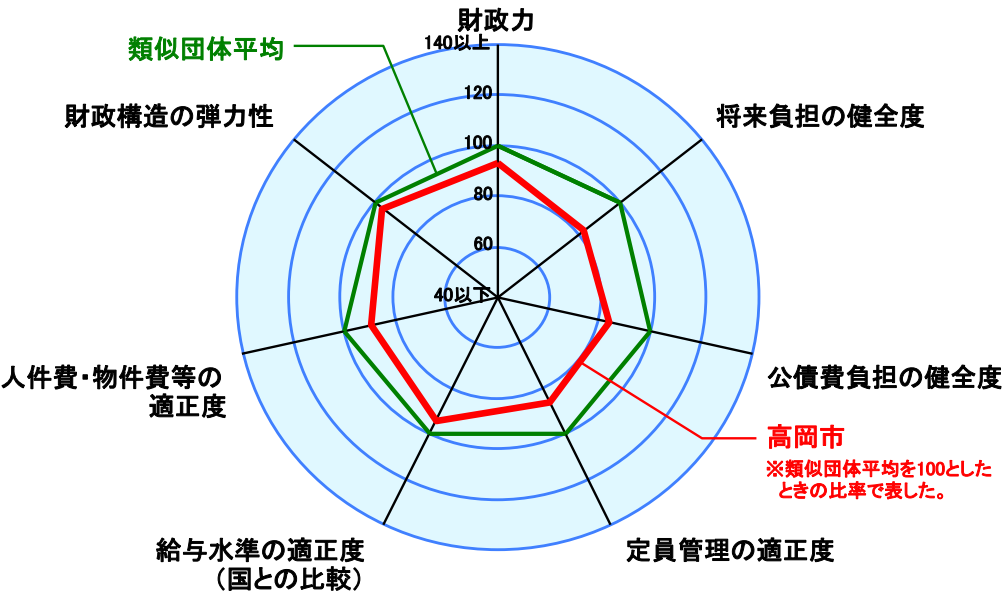 財政力
140以上
類似団体平均
120
財政構造の弾力性
将来負担の健全度
100
80
60
40以下
人件費・物件費等の
適正度
公債費負担の健全度
高岡市
※類似団体平均を100とした
ときの比率で表した。
給与水準の適正度
（国との比較）
定員管理の適正度